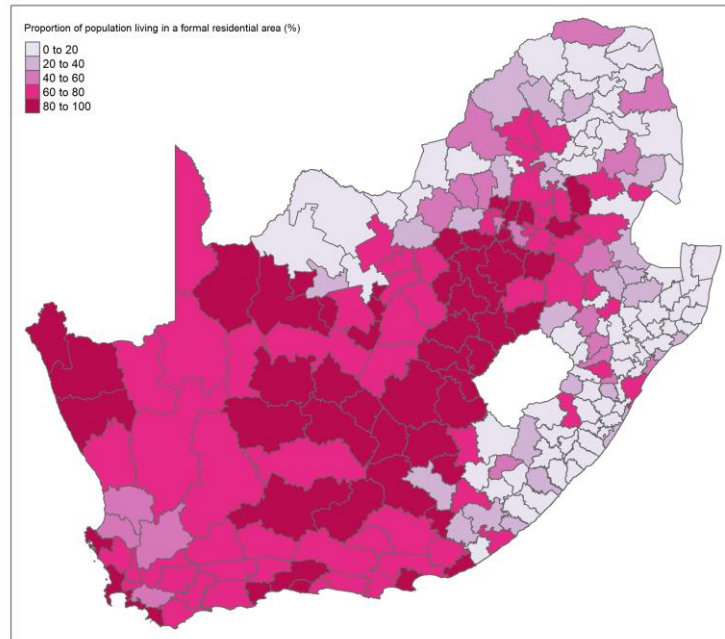 Proportion of population living in a formal residential area (%)
0 to 20
20 to 40
40 to 60
60 to 80
80 to 100